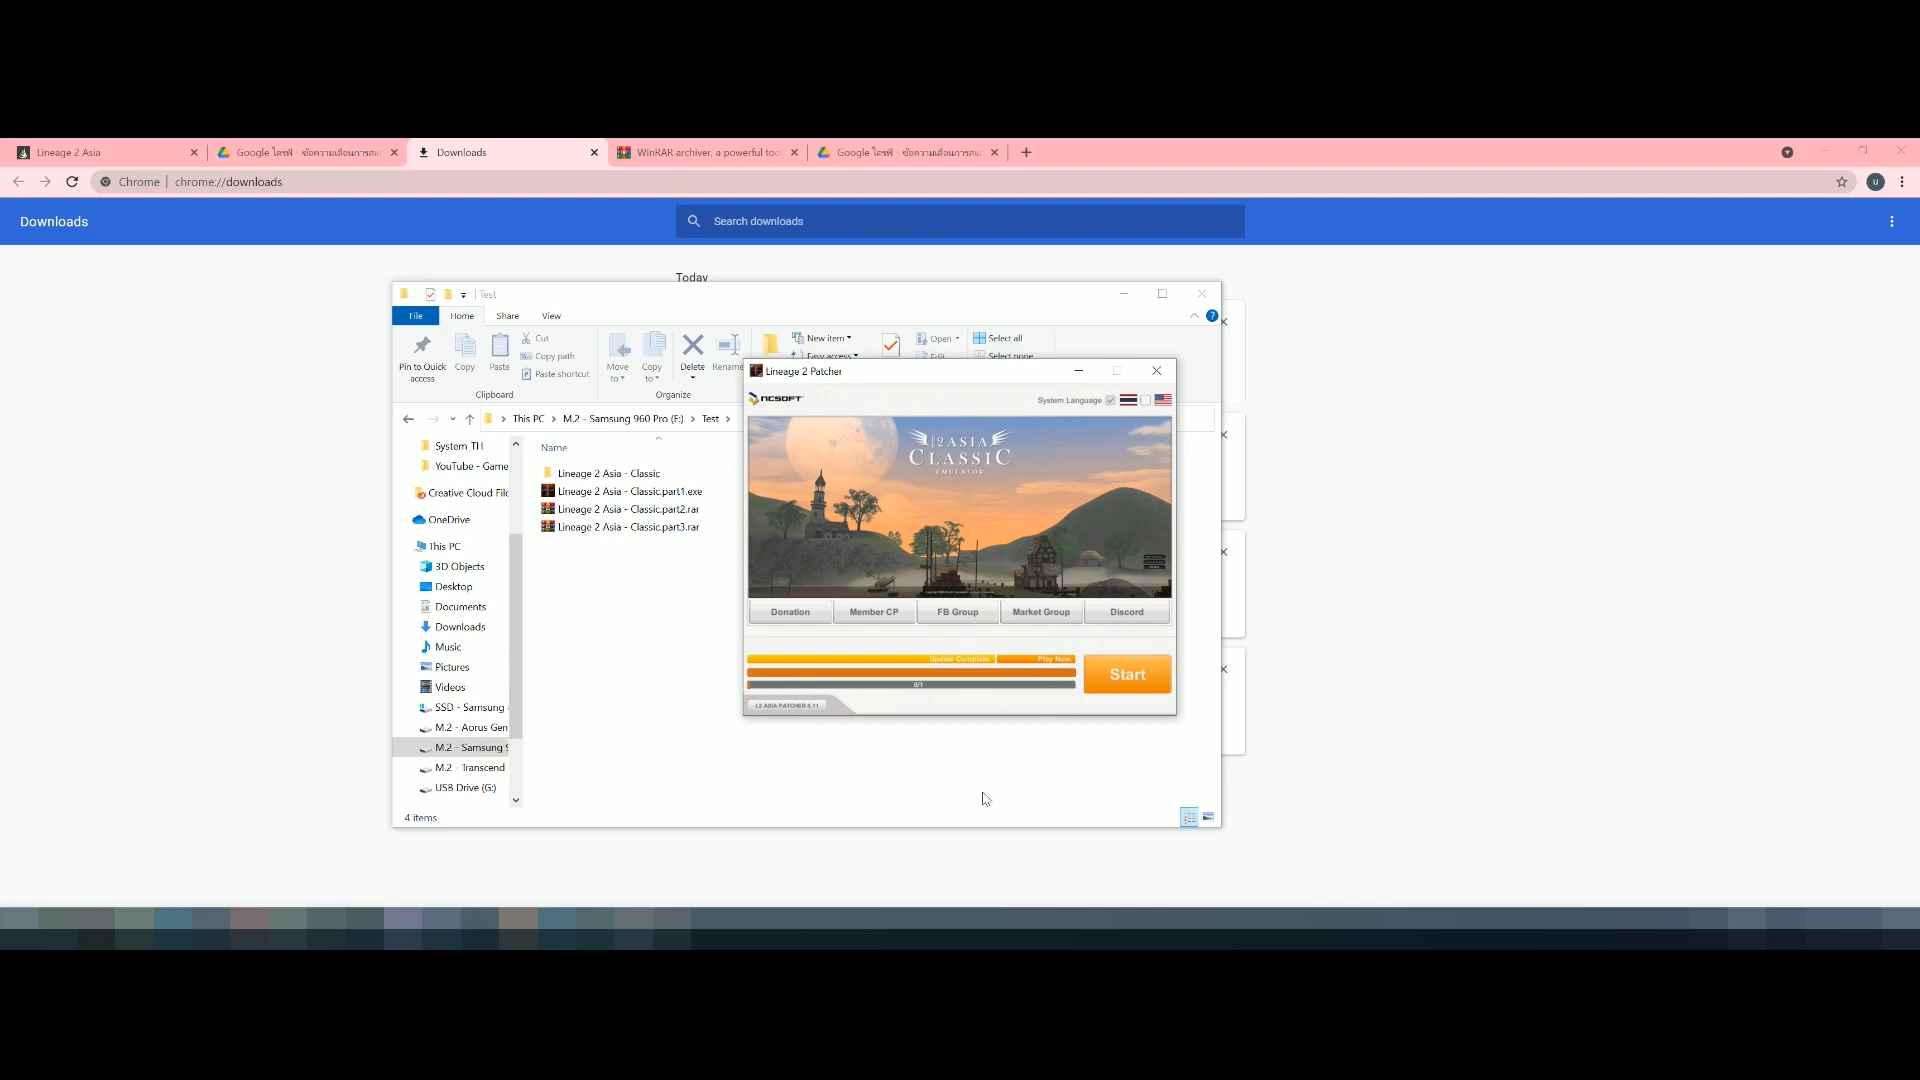 Lineage 2 Asia
Google ไดรฟ์ - ข้อความเตือนการสแ
Downloads
WinRAR archiver, a powerful tool
Google ไดรฟ์ - ข้อความเตือนการสแ
Chrome | chrome://downloads
U
Downloads
Search downloads
Today
Test
File
Home
Share
View
Pin to Quick access
Copy
Paste
Cut
Copy path
Paste shortcut
Clipboard
Move to
Copy to
Delete
Rename
Organize
New item
Easy access
Open
Edit
Select all
Select none
This PC > M.2 - Samsung 960 Pro (E:) > Test >
System_TH
YouTube - Game
Creative Cloud File
OneDrive
This PC
3D Objects
Desktop
Documents
Downloads
Music
Pictures
Videos
SSD - Samsung
M.2 - Aorus Gen
M.2 - Samsung 9
M.2 - Transcend
USB Drive (G:)
Name
Lineage 2 Asia - Classic
Lineage 2 Asia - Classic.part1.exe
Lineage 2 Asia - Classic.part2.rar
Lineage 2 Asia - Classic.part3.rar
4 items
Lineage 2 Patcher
NCSOFT
System Language
2 ASIA
CLASSIC
EMULATOR
Donation
Member CP
FB Group
Market Group
Discord
Update Complete.
Play Now.
0/1
Start
L2 ASIA PATCHER 0.11